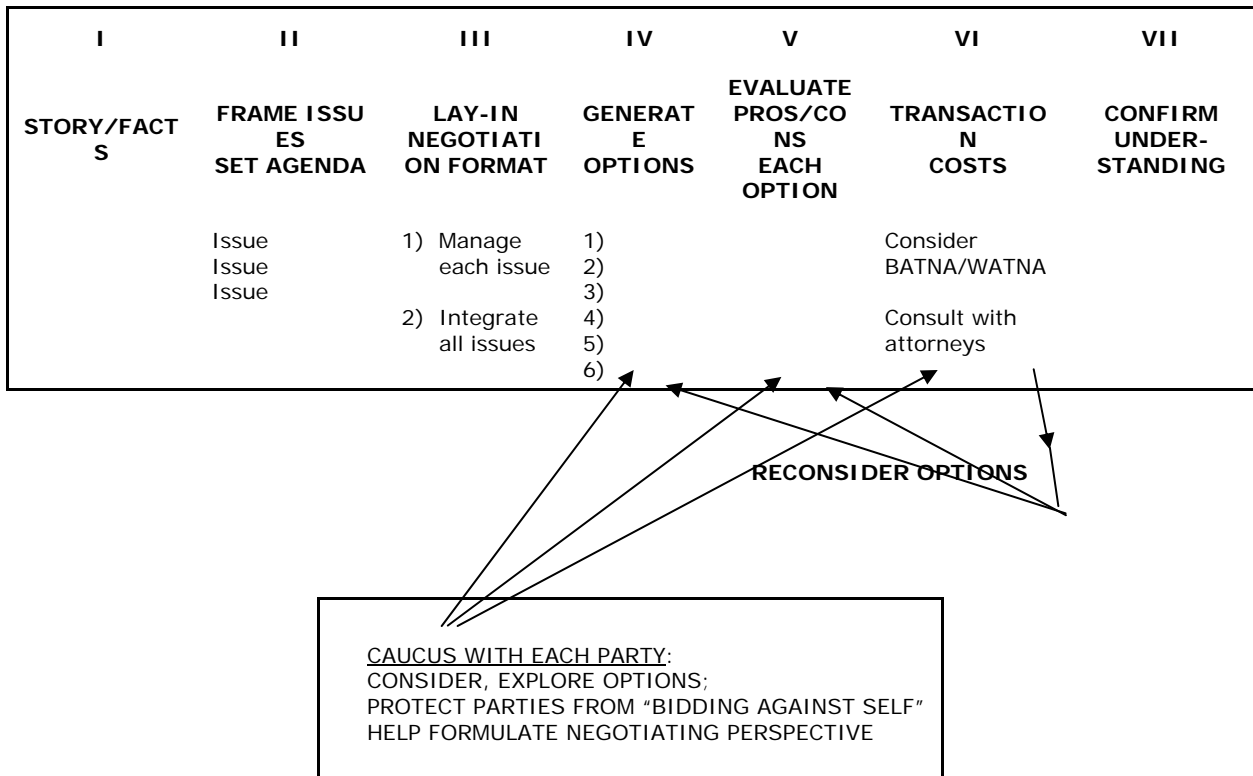 I II III IV V VI VII
STORY/FACT
S
FRAME ISSU
ES
SET AGENDA
LAY-IN
NEGOTIATI
ON FORMAT
GENERAT
E
OPTIONS
EVALUATE
PROS/CO
NS
EACH
OPTION
TRANSACTIO
N
COSTS
CONFIRM
UNDER-
STANDING
Issue
Issue
Issue
1) Manage
each issue
2) Integrate
all issues
1)
2)
3)
4)
5)
6)
Consider
BATNA/WATNA
Consult with
attorneys
RECONSIDER OPTIONS
CAUCUS WITH EACH PARTY:
CONSIDER, EXPLORE OPTIONS;
PROTECT PARTIES FROM “BIDDING AGAINST SELF”
HELP FORMULATE NEGOTIATING PERSPECTIVE